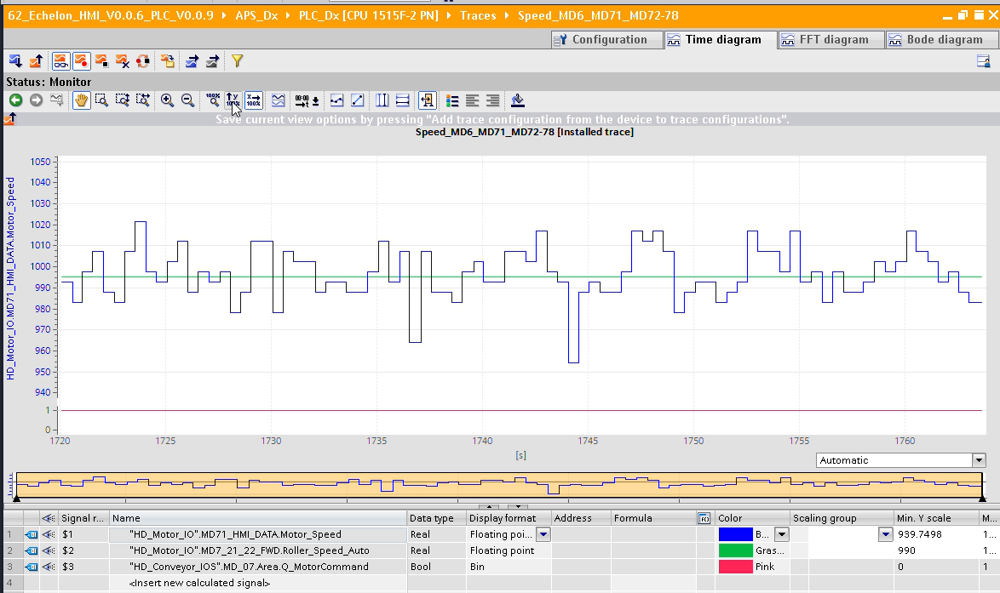 62_Echelon_HMI_V0.0.6_PLC_V0.0.9 ▸ APS_Dx ▸ PLC_Dx [CPU 1515F-2 PN] ▸ Traces ▸ Speed_MD6_MD71_MD72-78
Configuration Time diagram FFT diagram Bode diagram
Status: Monitor
Save current view options by pressing "Add trace configuration from the device to trace configurations".
Speed_MD6_MD71_MD72-78 [Installed trace]
HD_Motor_IO.MD71_HMI_DATA.Motor_Speed
1050
1040
1030
1020
1010
1000
990
980
970
960
950
940
1
0
1720 1725 1730 1735 1740 1745 1750 1755 1760
[s]
Automatic
Signal r... Name Data type Display format Address Formula Color Scaling group Min. Y scale M...
1 $1 "HD_Motor_IO".MD71_HMI_DATA.Motor_Speed Real Floating poi... B... 939.7498 1...
2 $2 "HD_Motor_IO".MD7_21_22_FWD.Roller_Speed_Auto Real Floating point Gras... 990 1...
3 $3 "HD_Conveyor_IOS".MD_07.Area.Q_MotorCommand Bool Bin Pink 0 1
4 <Insert new calculated signal>